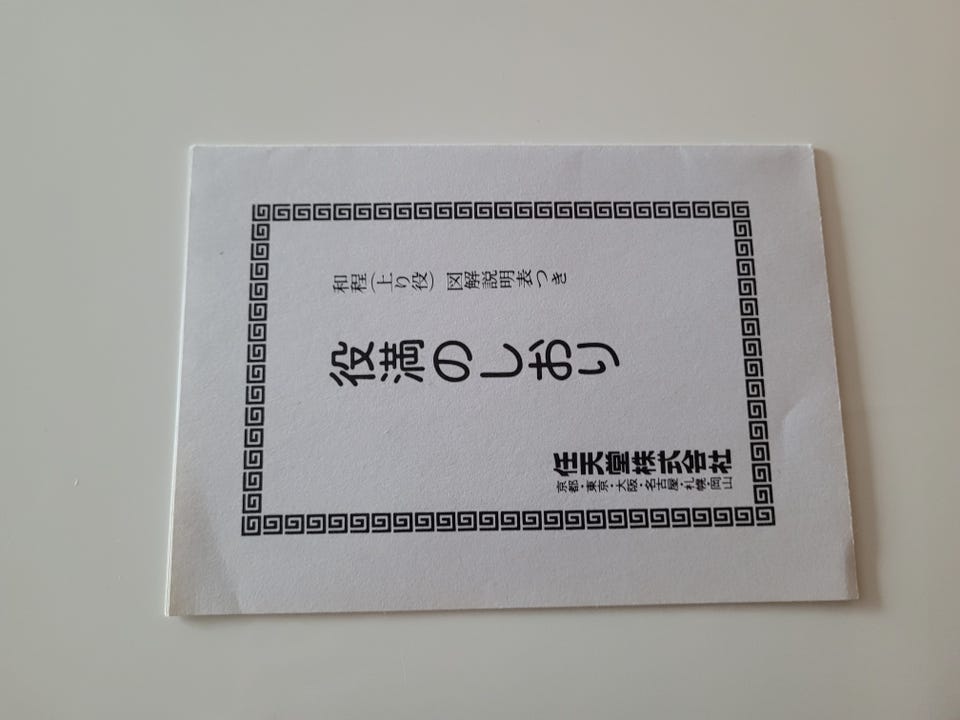 和程(上り役)図解説明表つき
役満のしおり
任天堂株式会社
京都・東京・大阪・名古屋・札幌・岡山